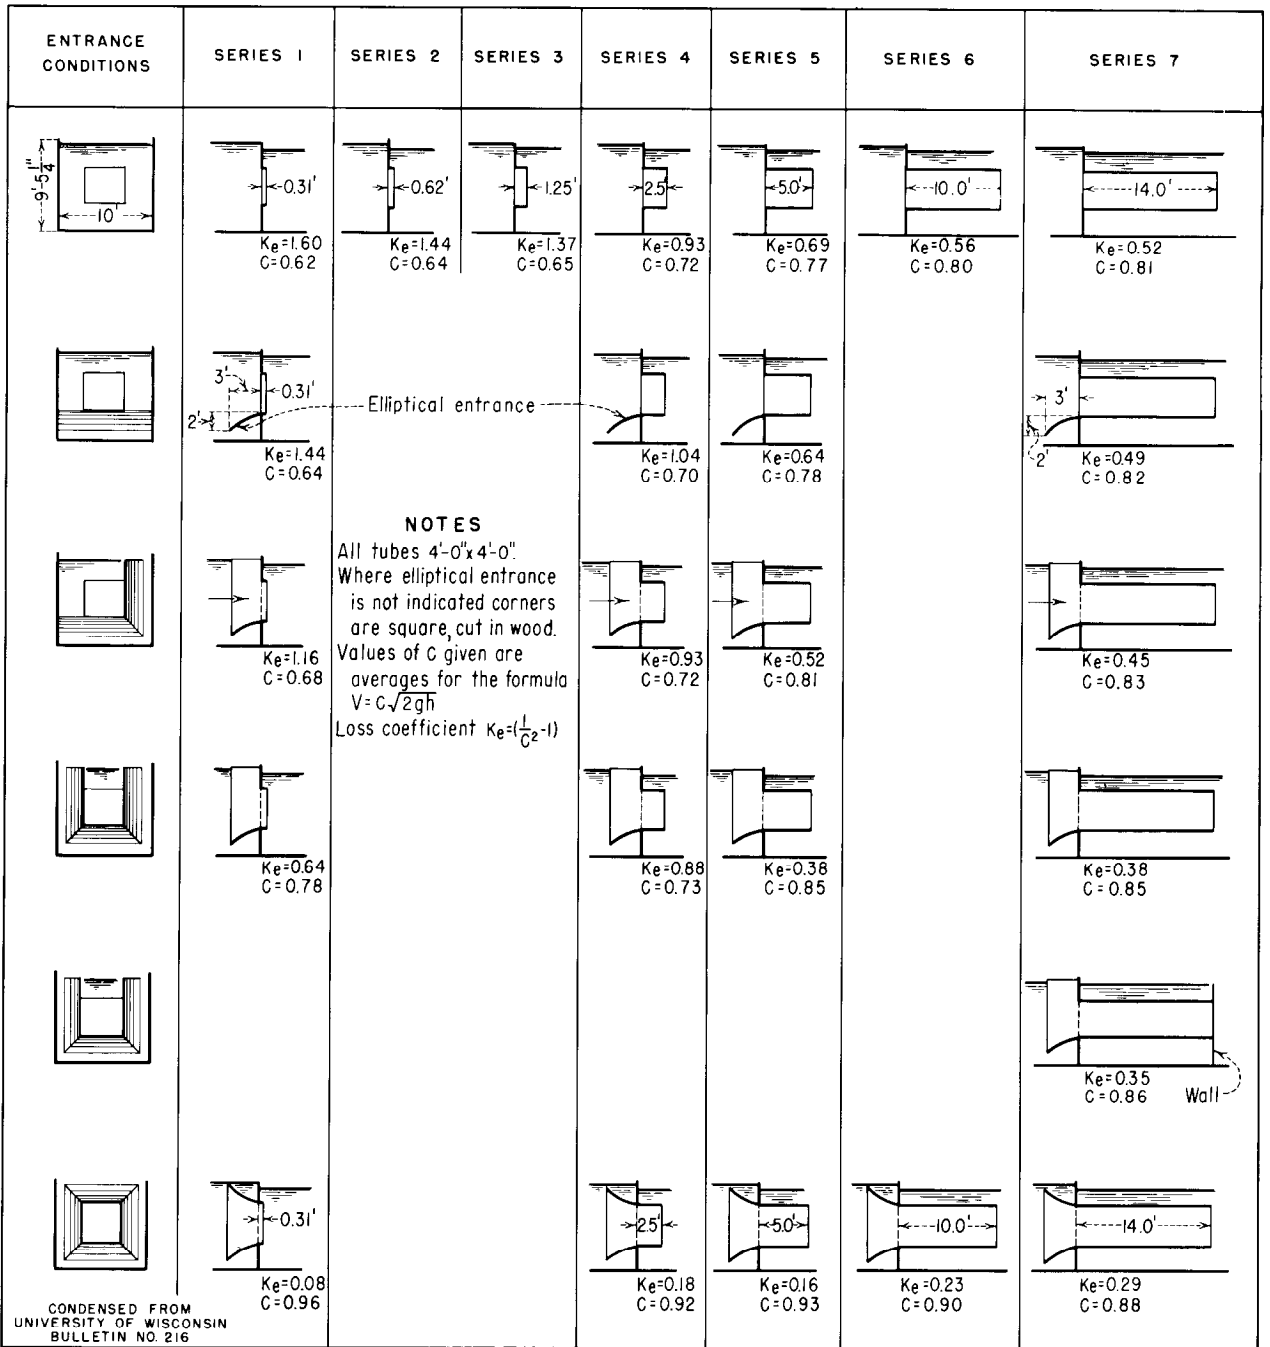 ENTRANCE
CONDITIONS
SERIES 1
SERIES 2
SERIES 3
SERIES 4
SERIES 5
SERIES 6
SERIES 7
9'-5 1/4"
10'
0.31'
Ke=1.60
C=0.62
0.62'
Ke=1.44
C=0.64
1.25'
Ke=1.37
C=0.65
2.5'
Ke=0.93
C=0.72
5.0'
Ke=0.69
C=0.77
10.0'
Ke=0.56
C=0.80
14.0'
Ke=0.52
C=0.81
3'
0.31'
2'
Ke=1.44
C=0.64
Elliptical entrance
Ke=1.04
C=0.70
Ke=0.64
C=0.78
3'
2'
Ke=0.49
C=0.82
NOTES
All tubes 4'-0"x 4'-0".
Where elliptical entrance
is not indicated corners
are square, cut in wood.
Values of C given are
averages for the formula
V=C√2gh
Loss coefficient Ke=(1/C²-1)
Ke=1.16
C=0.68
Ke=0.93
C=0.72
Ke=0.52
C=0.81
Ke=0.45
C=0.83
Ke=0.64
C=0.78
Ke=0.88
C=0.73
Ke=0.38
C=0.85
Ke=0.38
C=0.85
Ke=0.35
C=0.86
Wall
0.31'
Ke=0.08
C=0.96
2.5'
Ke=0.18
C=0.92
5.0'
Ke=0.16
C=0.93
10.0'
Ke=0.23
C=0.90
14.0'
Ke=0.29
C=0.88
CONDENSED FROM
UNIVERSITY OF WISCONSIN
BULLETIN NO. 216